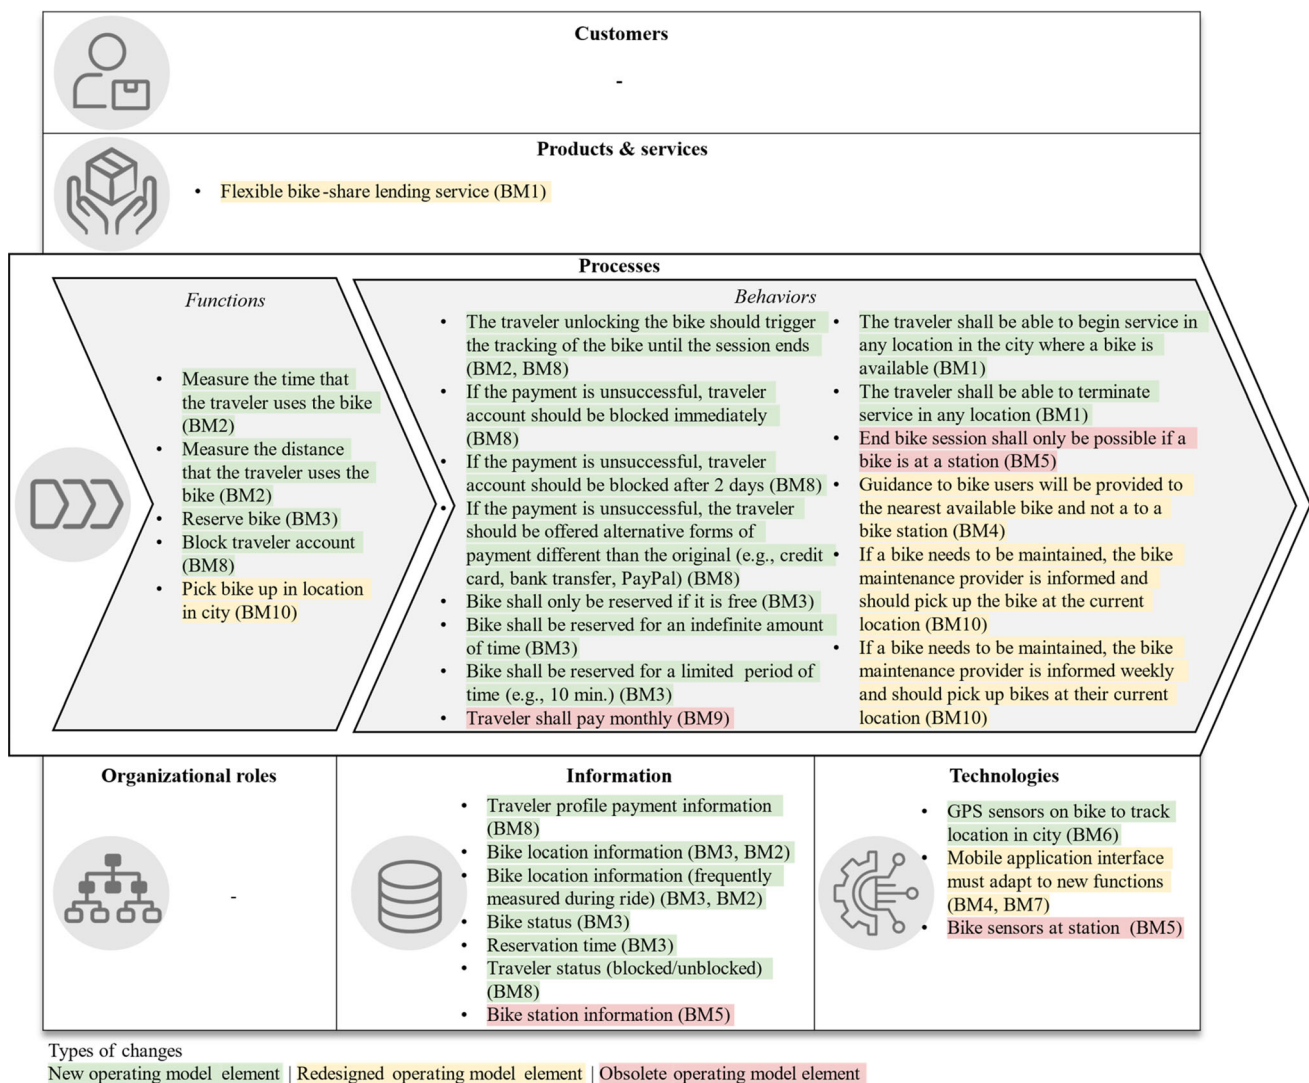 Customers
-
Products & services
• Flexible bike-share lending service (BM1)
Processes
Functions
• Measure the time that
the traveler uses the bike
(BM2)
• Measure the distance
that the traveler uses the
bike (BM2)
• Reserve bike (BM3)
• Block traveler account
(BM8)
• Pick bike up in location
in city (BM10)
Behaviors
• The traveler unlocking the bike should trigger
the tracking of the bike until the session ends
(BM2, BM8)
• If the payment is unsuccessful, traveler
account should be blocked immediately
(BM8)
• If the payment is unsuccessful, traveler
account should be blocked after 2 days (BM8)
• If the payment is unsuccessful, the traveler
should be offered alternative forms of
payment different than the original (e.g., credit
card, bank transfer, PayPal) (BM8)
• Bike shall only be reserved if it is free (BM3)
• Bike shall be reserved for an indefinite amount
of time (BM3)
• Bike shall be reserved for a limited period of
time (e.g., 10 min.) (BM3)
• Traveler shall pay monthly (BM9)
• The traveler shall be able to begin service in
any location in the city where a bike is
available (BM1)
• The traveler shall be able to terminate
service in any location (BM1)
• End bike session shall only be possible if a
bike is at a station (BM5)
• Guidance to bike users will be provided to
the nearest available bike and not a to a
bike station (BM4)
• If a bike needs to be maintained, the bike
maintenance provider is informed and
should pick up the bike at the current
location (BM10)
• If a bike needs to be maintained, the bike
maintenance provider is informed weekly
and should pick up bikes at their current
location (BM10)
Organizational roles
-
Information
• Traveler profile payment information
(BM8)
• Bike location information (BM3, BM2)
• Bike location information (frequently
measured during ride) (BM3, BM2)
• Bike status (BM3)
• Reservation time (BM3)
• Traveler status (blocked/unblocked)
(BM8)
• Bike station information (BM5)
Technologies
• GPS sensors on bike to track
location in city (BM6)
• Mobile application interface
must adapt to new functions
(BM4, BM7)
• Bike sensors at station (BM5)
Types of changes
New operating model element | Redesigned operating model element | Obsolete operating model element